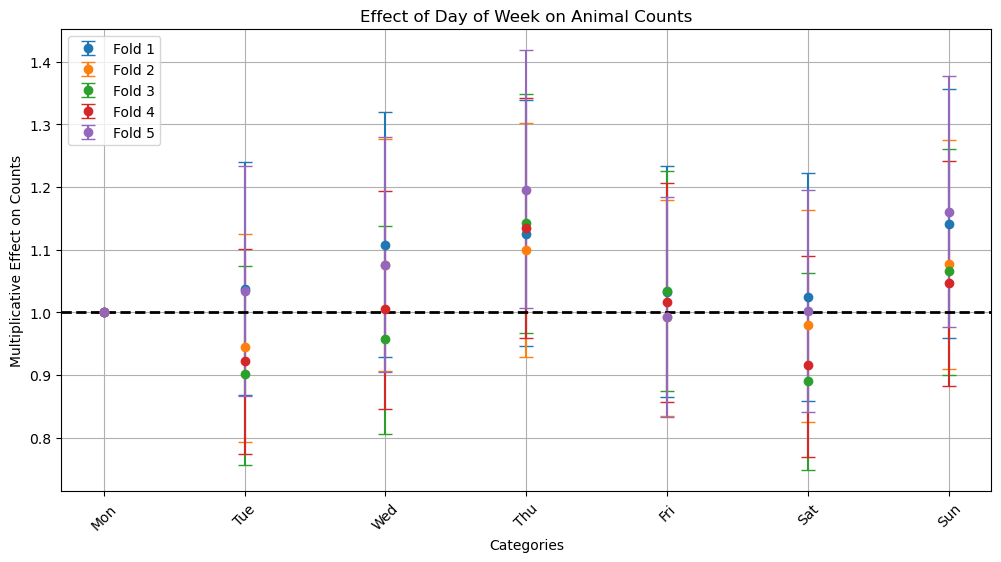 Effect of Day of Week on Animal Counts
Fold 1
Fold 2
Fold 3
Fold 4
Fold 5
Multiplicative Effect on Counts
1.4
1.3
1.2
1.1
1.0
0.9
0.8
Mon
Tue
Wed
Thu
Fri
Sat
Sun
Categories